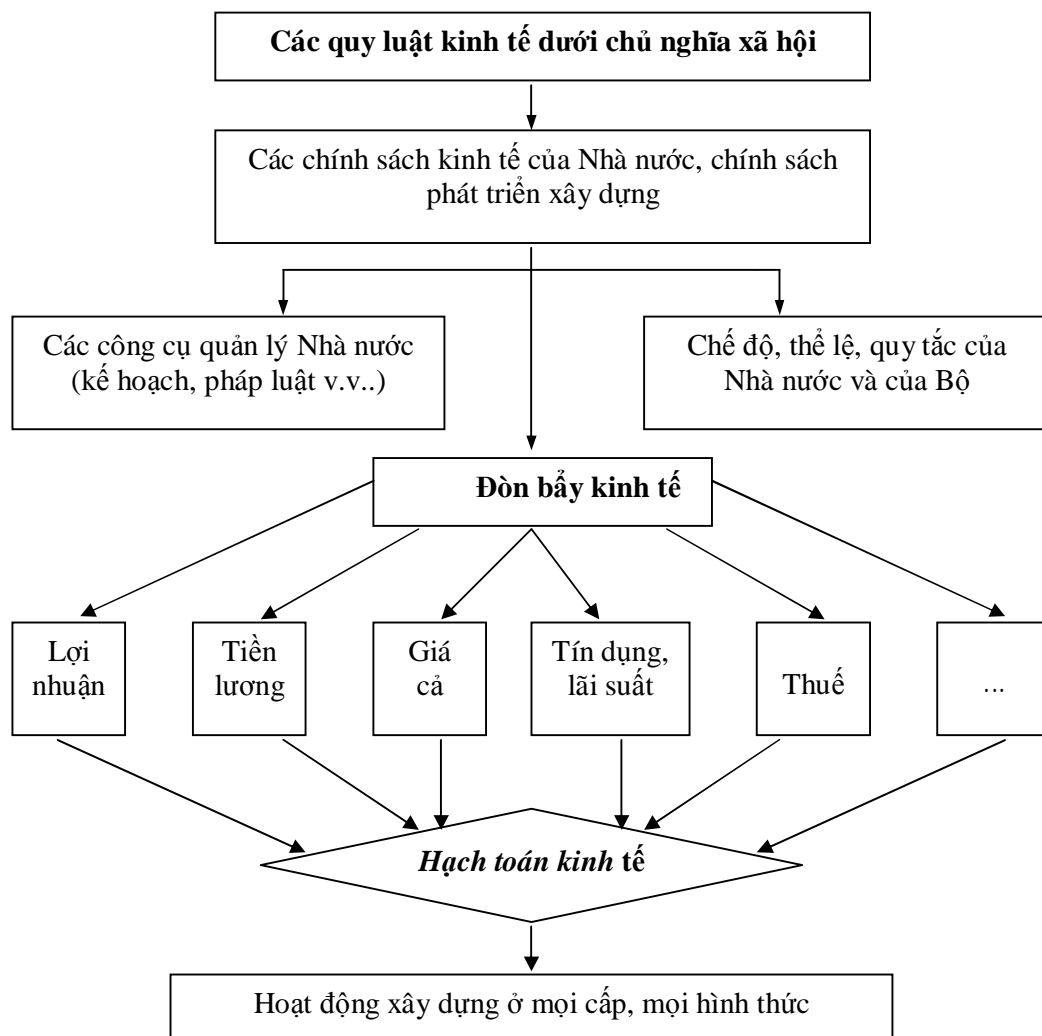 Các quy luật kinh tế dưới chủ nghĩa xã hội
Các chính sách kinh tế của Nhà nước, chính sách
phát triển xây dựng
Các công cụ quản lý Nhà nước
(kế hoạch, pháp luật v.v..)
Chế độ, thể lệ, quy tắc của
Nhà nước và của Bộ
Đòn bẩy kinh tế
Lợi
nhuận
Tiền
lương
Giá
cả
Tín dụng,
lãi suất
Thuế
...
Hạch toán kinh tế
Hoạt động xây dựng ở mọi cấp, mọi hình thức